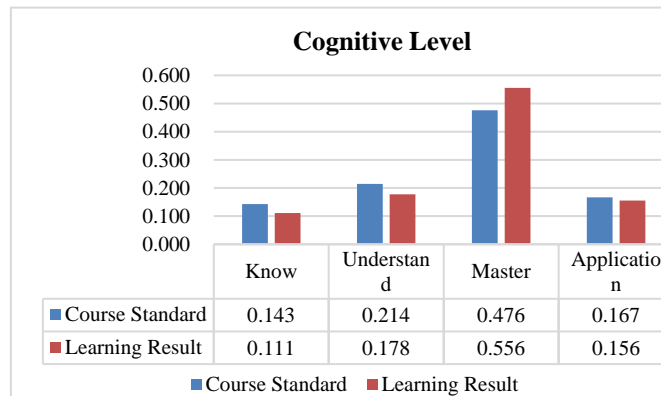 Cognitive Level
0.600
0.500
0.400
0.300
0.200
0.100
0.000
Know Understan Master Applicatio
d n
Course Standard 0.143 0.214 0.476 0.167
Learning Result 0.111 0.178 0.556 0.156
Course Standard Learning Result